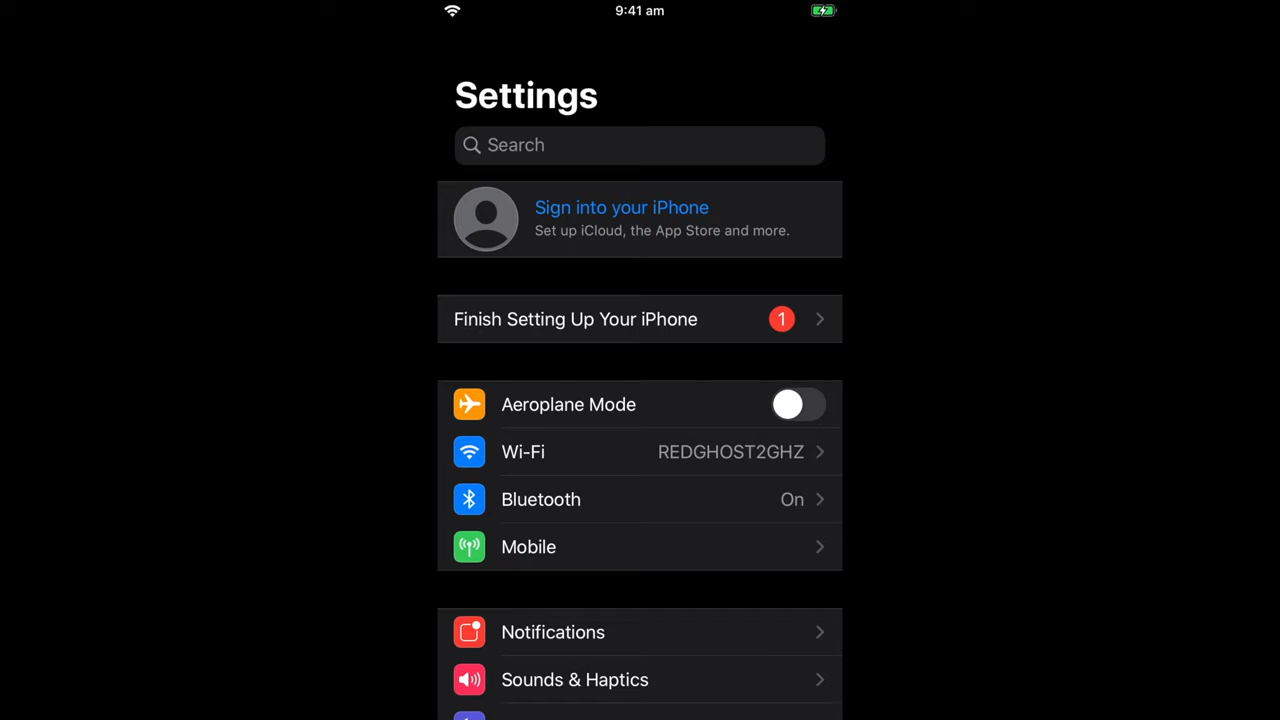 9:41 am
Settings
Search
Sign into your iPhone
Set up iCloud, the App Store and more.
Finish Setting Up Your iPhone 1
Aeroplane Mode
Wi-Fi REDGHOST2GHZ
Bluetooth On
Mobile
Notifications
Sounds & Haptics